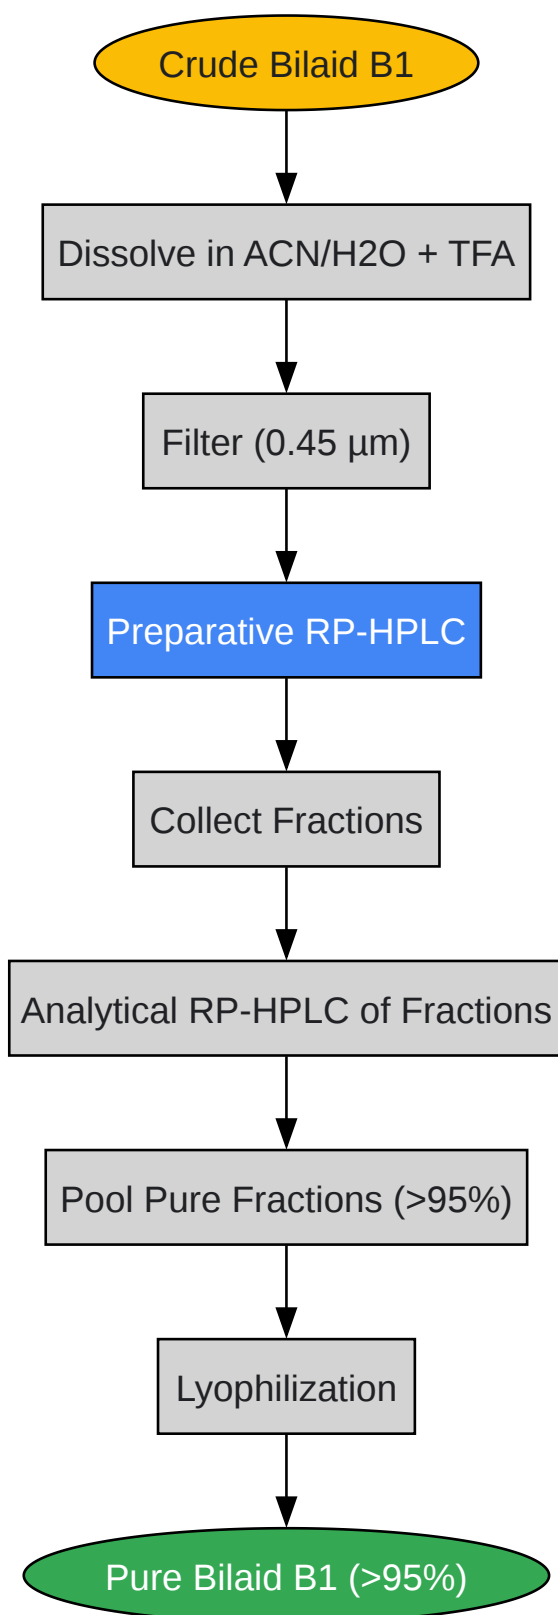 Crude Bilaid B1
Dissolve in ACN/H2O + TFA
Filter (0.45 µm)
Preparative RP-HPLC
Collect Fractions
Analytical RP-HPLC of Fractions
Pool Pure Fractions (>95%)
Lyophilization
Pure Bilaid B1 (>95%)